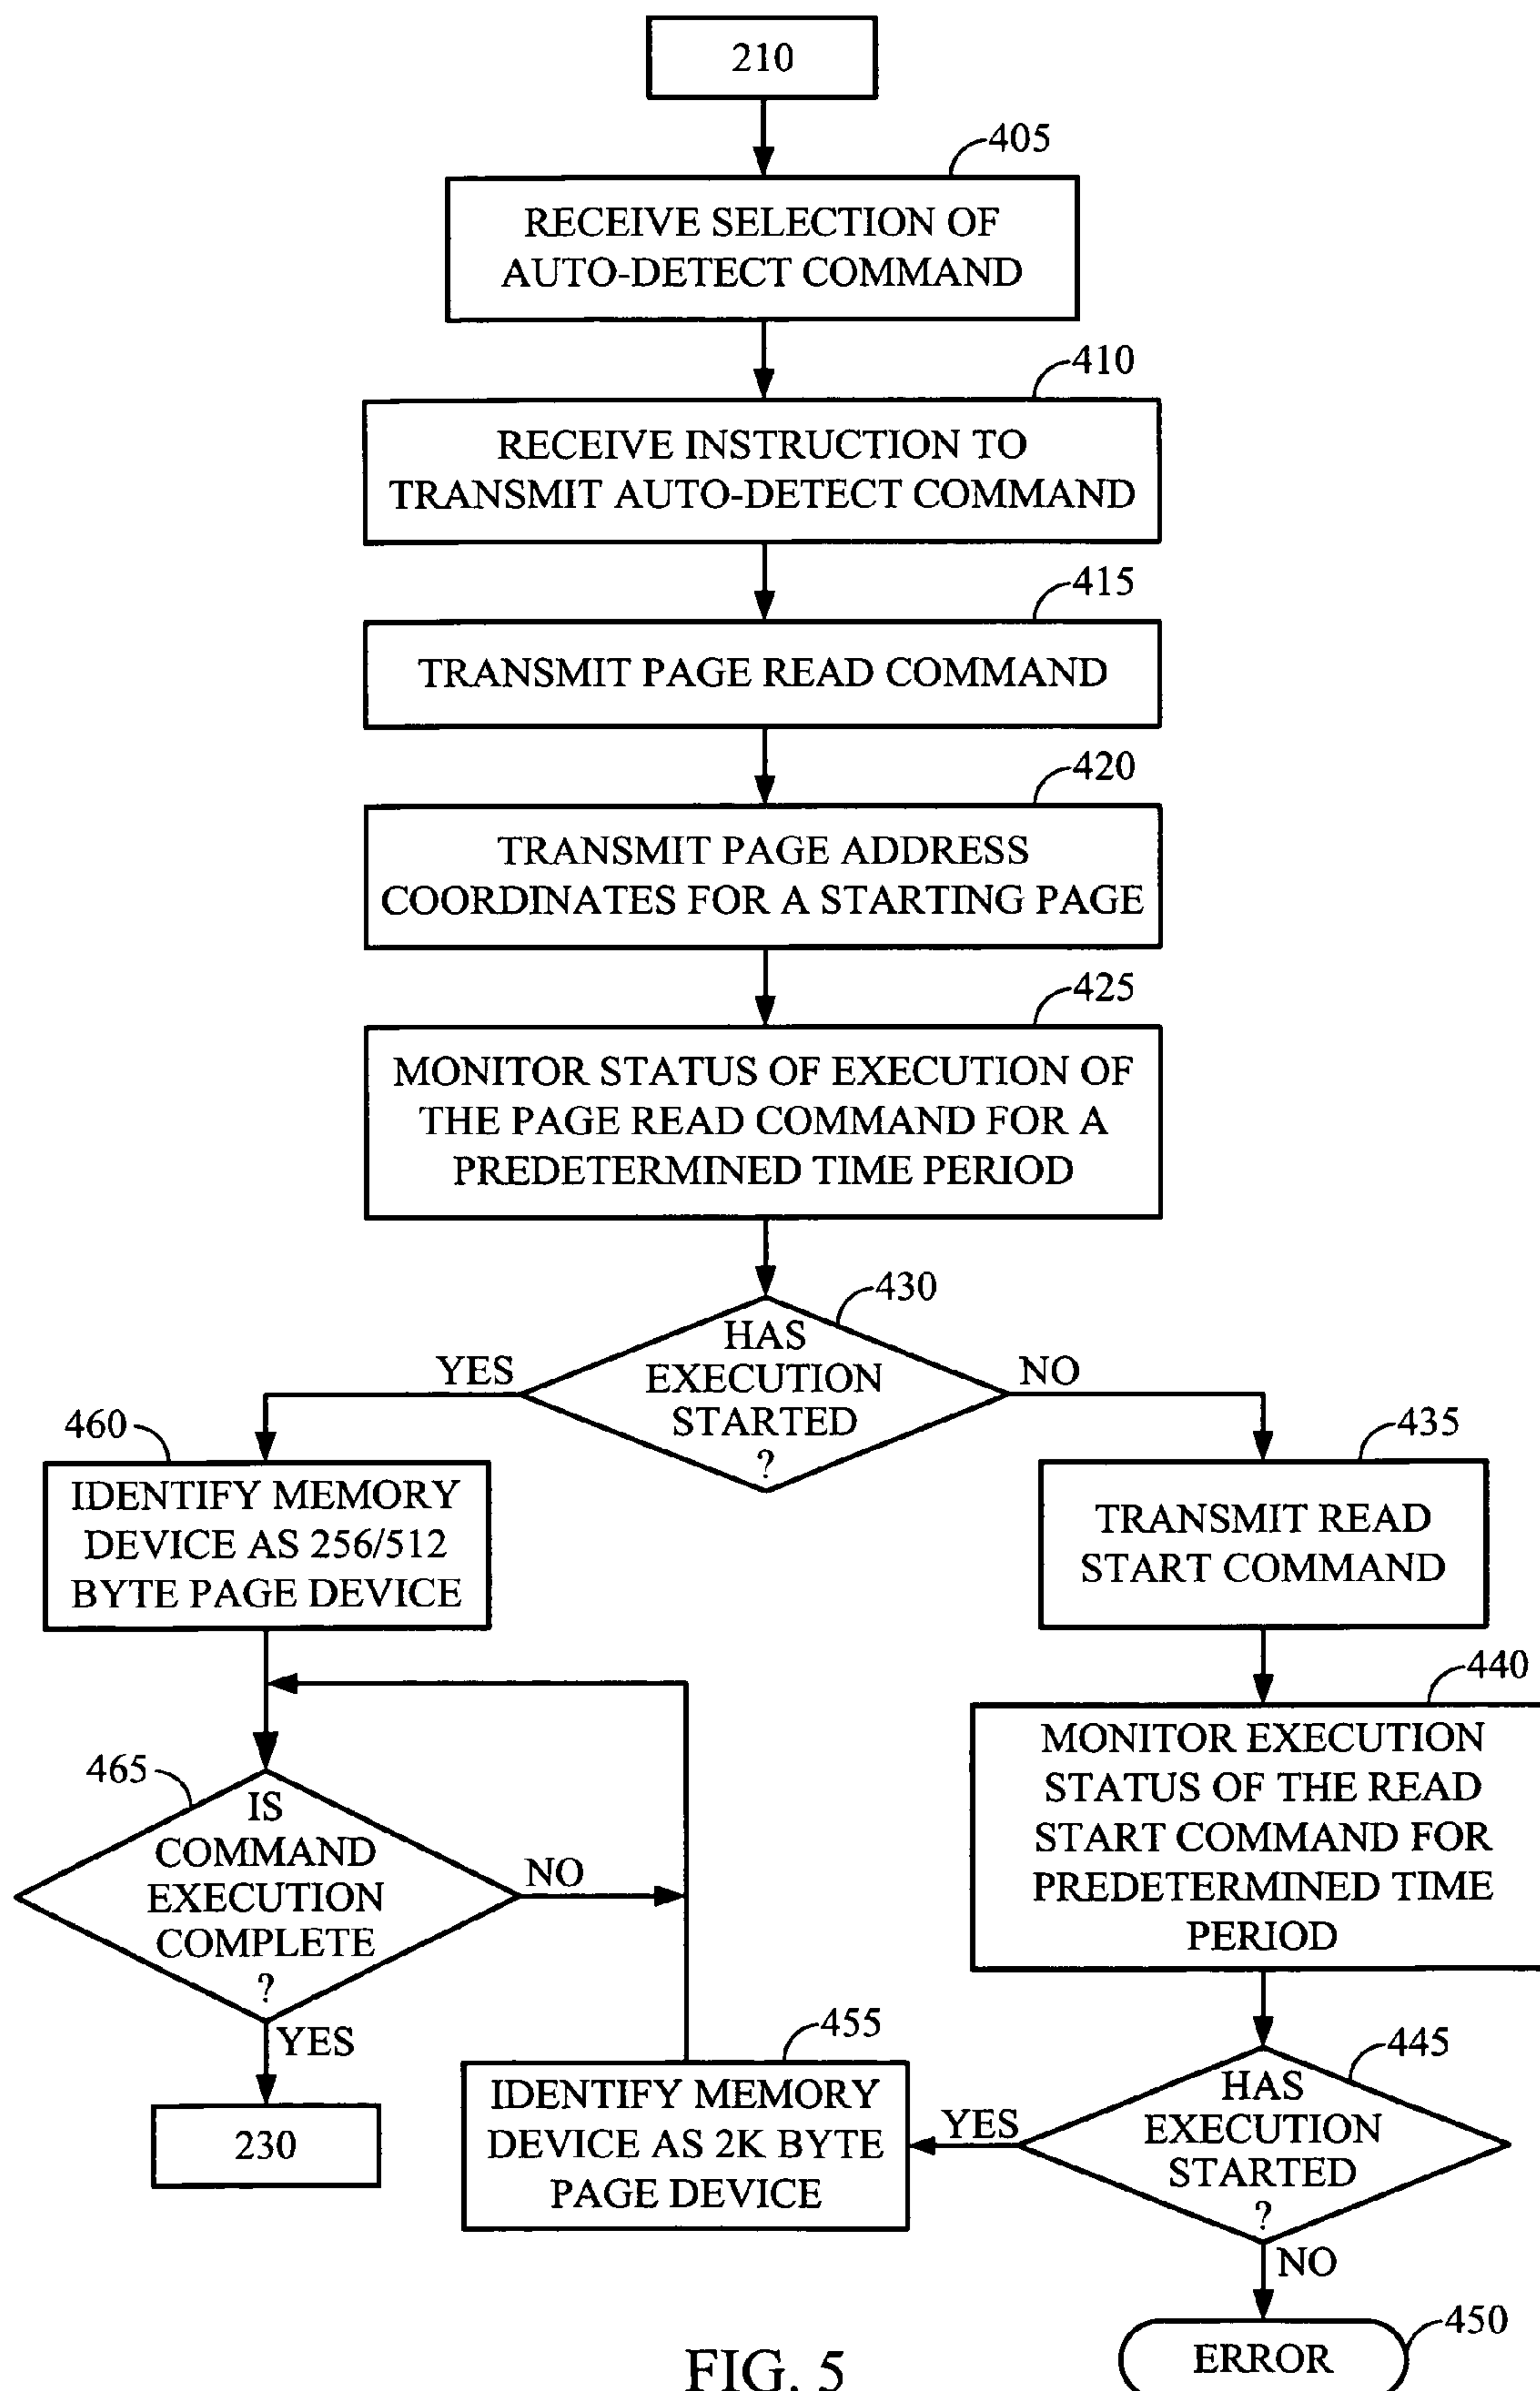 210
405
RECEIVE SELECTION OF
AUTO-DETECT COMMAND
410
RECEIVE INSTRUCTION TO
TRANSMIT AUTO-DETECT COMMAND
415
TRANSMIT PAGE READ COMMAND
420
TRANSMIT PAGE ADDRESS
COORDINATES FOR A STARTING PAGE
425
MONITOR STATUS OF EXECUTION OF
THE PAGE READ COMMAND FOR A
PREDETERMINED TIME PERIOD
430
HAS
EXECUTION
STARTED
?
YES
NO
460
IDENTIFY MEMORY
DEVICE AS 256/512
BYTE PAGE DEVICE
435
TRANSMIT READ
START COMMAND
440
MONITOR EXECUTION
STATUS OF THE READ
START COMMAND FOR
PREDETERMINED TIME
PERIOD
465
IS
COMMAND
EXECUTION
COMPLETE
?
NO
YES
230
455
IDENTIFY MEMORY
DEVICE AS 2K BYTE
PAGE DEVICE
445
HAS
EXECUTION
STARTED
?
YES
NO
450
ERROR
FIG. 5